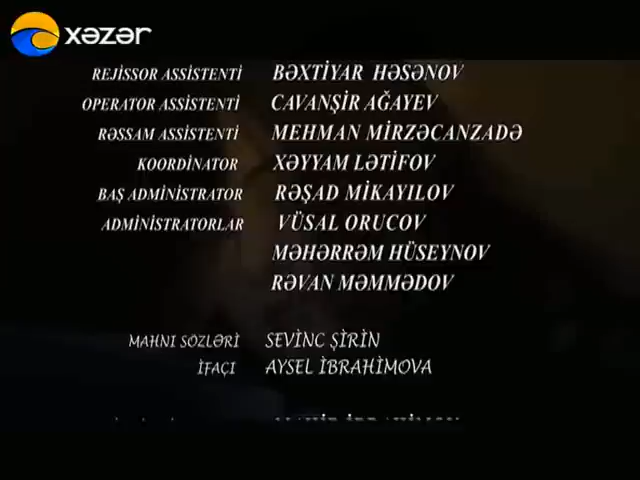 xəzər
REJİSSOR ASSİSTENTİ BƏXTİYAR HƏSƏNOV
OPERATOR ASSİSTENTİ CAVANŞİR AĞAYEV
RƏSSAM ASSİSTENTİ MEHMAN MİRZƏCANZADƏ
KOORDİNATOR XƏYYAM LƏTİFOV
BAŞ ADMİNİSTRATOR RƏŞAD MİKAYILOV
ADMİNİSTRATORLAR VÜSAL ORUCOV
MƏHƏRRƏM HÜSEYNOV
RƏVAN MƏMMƏDOV
MAHNI SÖZLƏRİ SEVİNC ŞİRİN
İFAÇI AYSEL İBRAHİMOVA